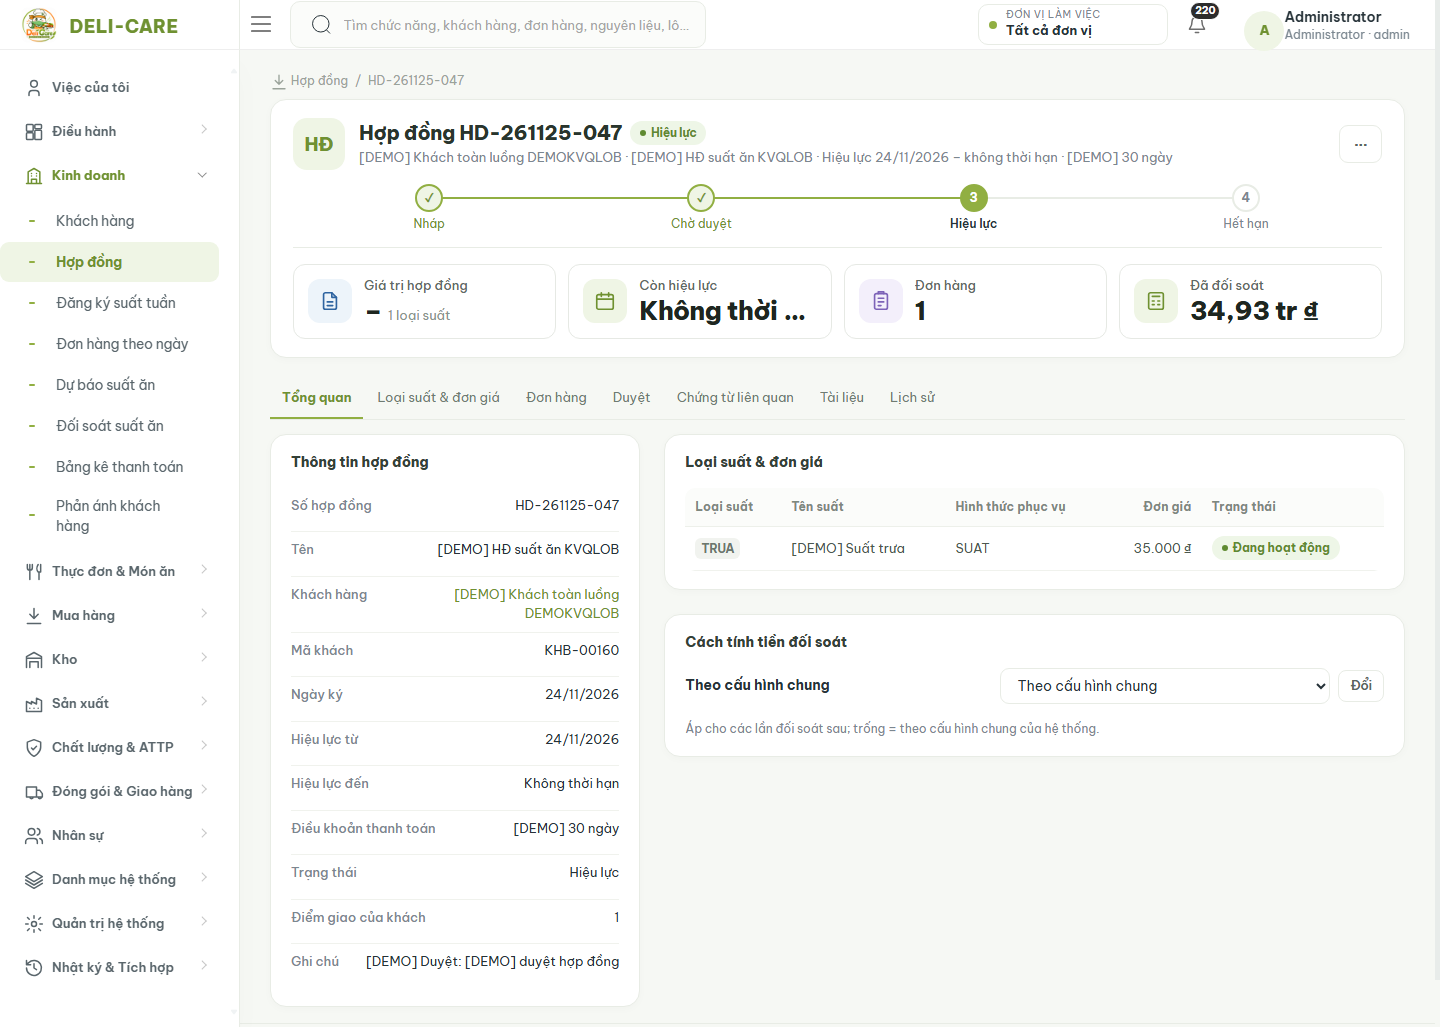 DELI-CARE
Tìm chức năng, khách hàng, đơn hàng, nguyên liệu, lô...
ĐƠN VỊ LÀM VIỆC
Tất cả đơn vị
220
A
Administrator
Administrator · admin
Việc của tôi
Điều hành
Kinh doanh
Khách hàng
Hợp đồng
Đăng ký suất tuần
Đơn hàng theo ngày
Dự báo suất ăn
Đối soát suất ăn
Bảng kê thanh toán
Phản ánh khách
hàng
Thực đơn & Món ăn
Mua hàng
Kho
Sản xuất
Chất lượng & ATTP
Đóng gói & Giao hàng
Nhân sự
Danh mục hệ thống
Quản trị hệ thống
Nhật ký & Tích hợp
Hợp đồng / HD-261125-047
HĐ
Hợp đồng HD-261125-047
Hiệu lực
[DEMO] Khách toàn luồng DEMOKVQLOB · [DEMO] HĐ suất ăn KVQLOB · Hiệu lực 24/11/2026 – không thời hạn · [DEMO] 30 ngày
...
✓
✓
3
4
Nháp
Chờ duyệt
Hiệu lực
Hết hạn
Giá trị hợp đồng
– 1 loại suất
Còn hiệu lực
Không thời ...
Đơn hàng
1
Đã đối soát
34,93 tr đ
Tổng quan
Loại suất & đơn giá
Đơn hàng
Duyệt
Chứng từ liên quan
Tài liệu
Lịch sử
Thông tin hợp đồng
Số hợp đồng HD-261125-047
Tên [DEMO] HĐ suất ăn KVQLOB
Khách hàng [DEMO] Khách toàn luồng
DEMOKVQLOB
Mã khách KHB-00160
Ngày ký 24/11/2026
Hiệu lực từ 24/11/2026
Hiệu lực đến Không thời hạn
Điều khoản thanh toán [DEMO] 30 ngày
Trạng thái Hiệu lực
Điểm giao của khách 1
Ghi chú [DEMO] Duyệt: [DEMO] duyệt hợp đồng
Loại suất & đơn giá
Loại suất Tên suất Hình thức phục vụ Đơn giá Trạng thái
TRUA [DEMO] Suất trưa SUAT 35.000 đ Đang hoạt động
Cách tính tiền đối soát
Theo cấu hình chung
Theo cấu hình chung
Đổi
Áp cho các lần đối soát sau; trống = theo cấu hình chung của hệ thống.